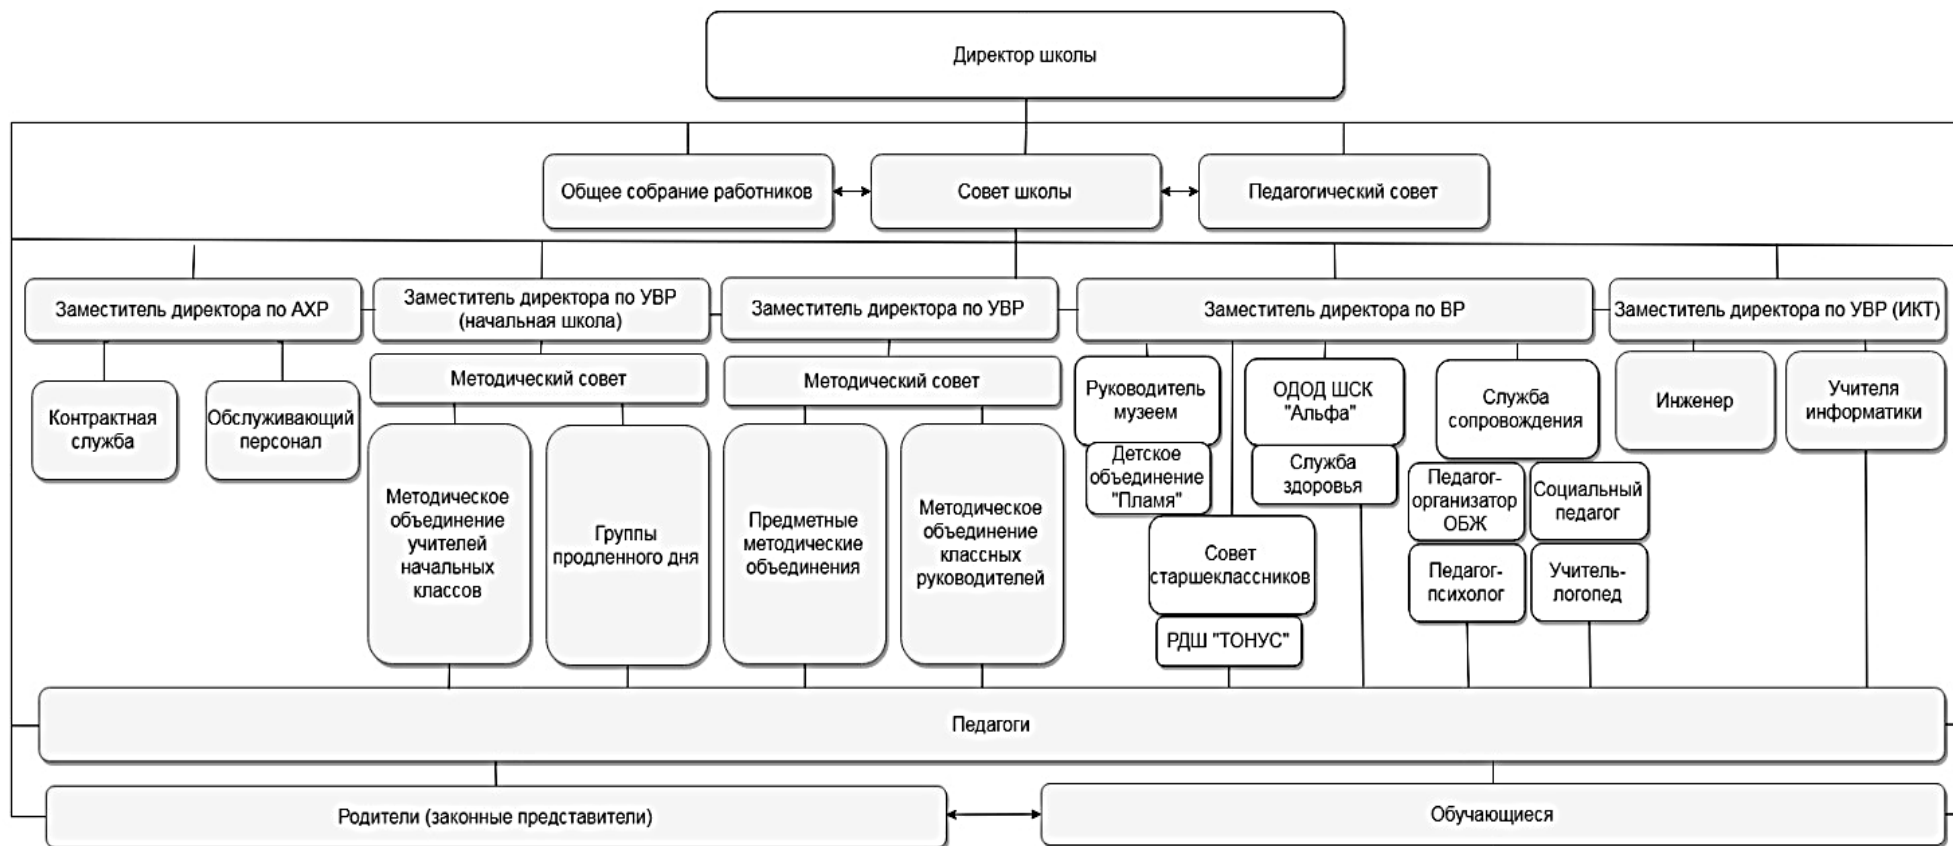 Директор школы
Общее собрание работников
Совет школы
Педагогический совет
Заместитель директора по АХР
Заместитель директора по УВР
(начальная школа)
Заместитель директора по УВР
Заместитель директора по ВР
Заместитель директора по УВР (ИКТ)
Контрактная
служба
Обслуживающий
персонал
Методический совет
Методический совет
Руководитель
музеем
ОДОД ШСК
"Альфа"
Служба
сопровождения
Инженер
Учителя
информатики
Детское
объединение
"Пламя"
Служба
здоровья
Педагог-
организатор
ОБЖ
Социальный
педагог
Методическое
объединение
учителей
начальных
классов
Группы
продленного дня
Предметные
методические
объединения
Методическое
объединение
классных
руководителей
Совет
старшеклассников
Педагог-
психолог
Учитель-
логопед
РДШ "ТОНУС"
Педагоги
Родители (законные представители)
Обучающиеся